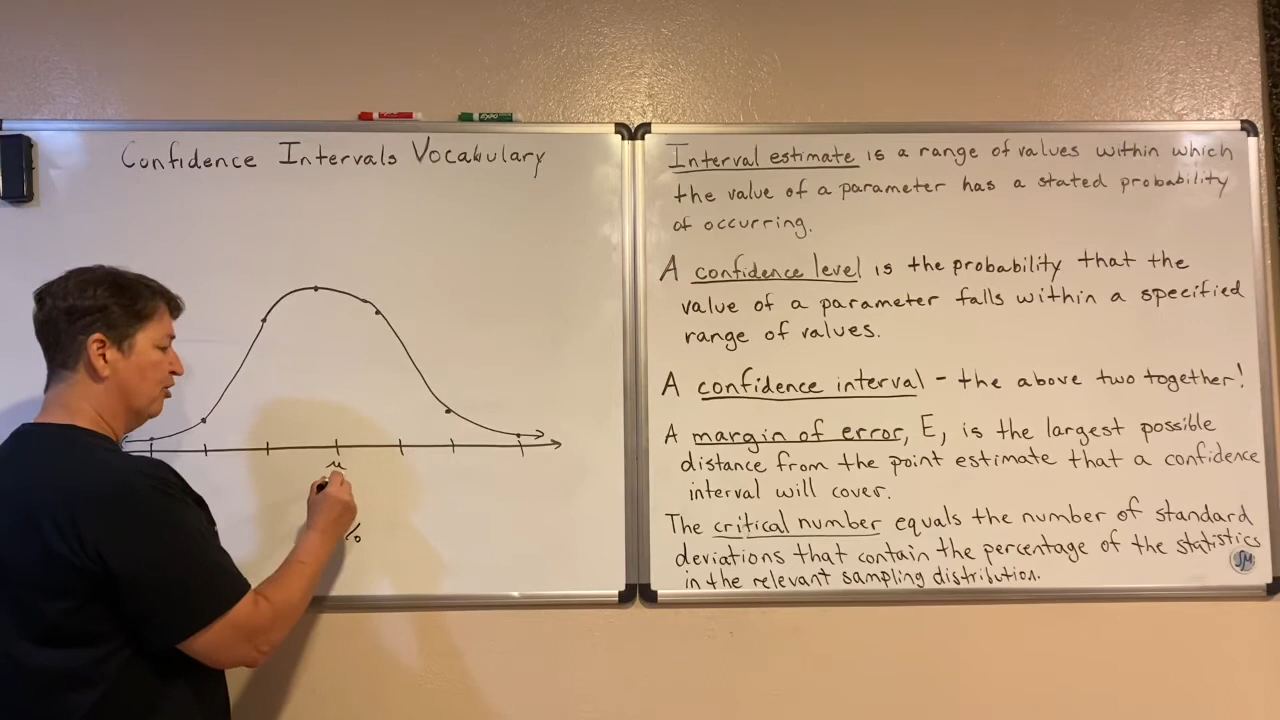 EXPO
Confidence Intervals Vocabulary
μ
%
Interval estimate is a range of values within which
the value of a parameter has a stated probability
of occurring.
A confidence level is the probability that the
value of a parameter falls within a specified
range of values.
A confidence interval - the above two together!
A margin of error, E, is the largest possible
distance from the point estimate that a confidence
interval will cover.
The critical number equals the number of standard
deviations that contain the percentage of the statistics
in the relevant sampling distribution.